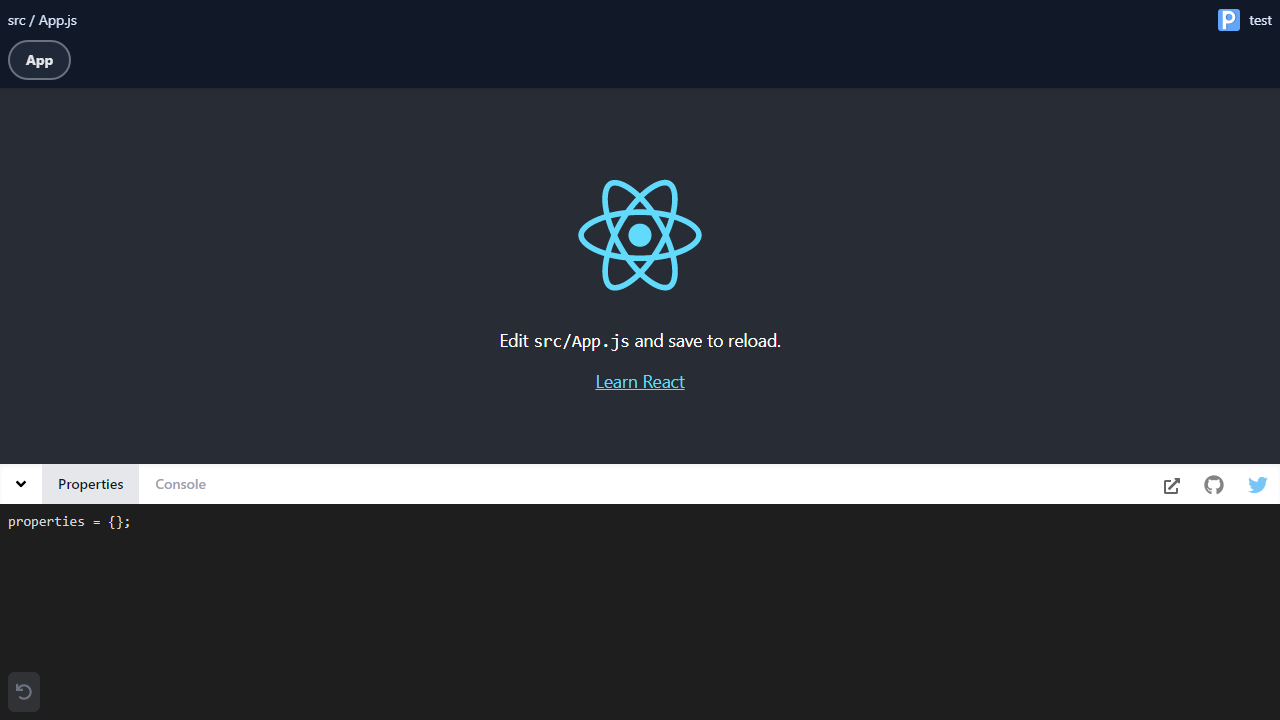 src / App.js
P test
App
Edit src/App.js and save to reload.
Learn React
Properties Console
properties = {};